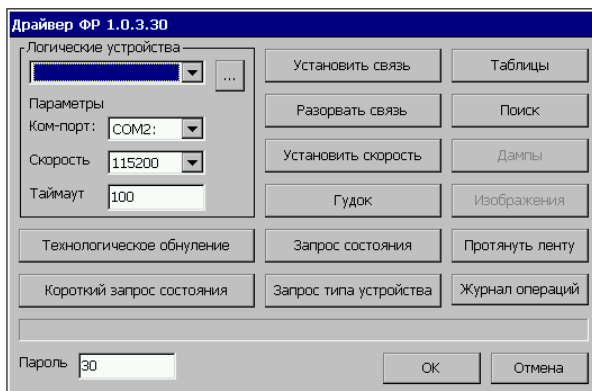 Драйвер ФР 1.0.3.30
Логические устройства
...
Установить связь
Таблицы
Параметры
Ком-порт: COM2:
Разорвать связь
Поиск
Скорость 115200
Установить скорость
Дампы
Таймаут 100
Гудок
Изображения
Технологическое обнуление
Запрос состояния
Протянуть ленту
Короткий запрос состояния
Запрос типа устройства
Журнал операций
Пароль 30
OK
Отмена